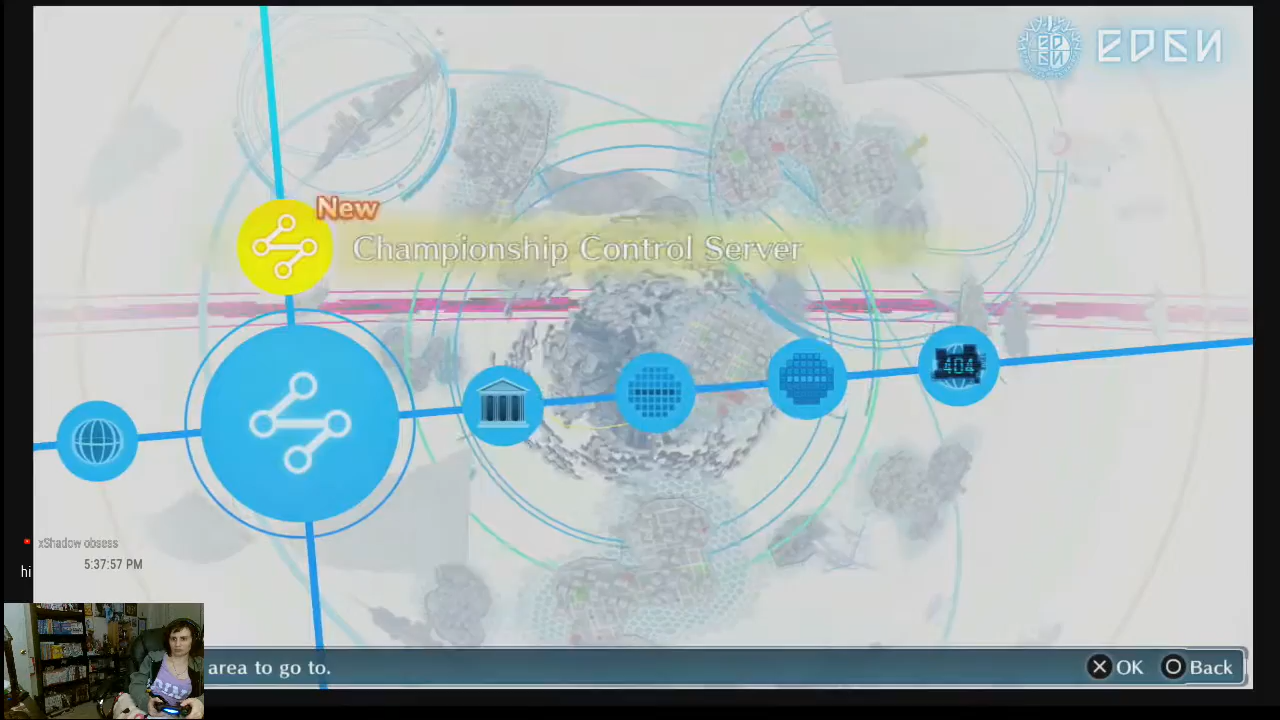 EDEN
New
Championship Control Server
404
xShadow obsess
5:37:57 PM
hi
area to go to.
OK
Back